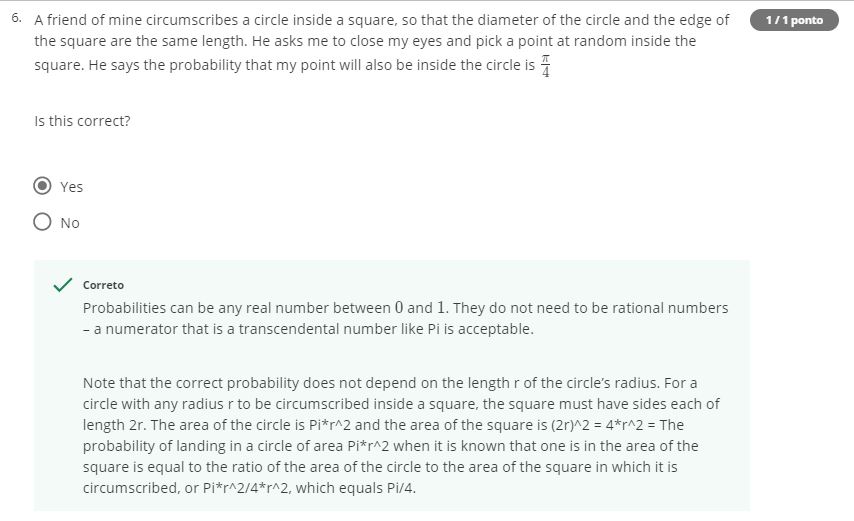 6. A friend of mine circumscribes a circle inside a square, so that the diameter of the circle and the edge of
1 / 1 ponto
the square are the same length. He asks me to close my eyes and pick a point at random inside the
square. He says the probability that my point will also be inside the circle is π/4
Is this correct?
Yes
No
Correto
Probabilities can be any real number between 0 and 1. They do not need to be rational numbers
– a numerator that is a transcendental number like Pi is acceptable.
Note that the correct probability does not depend on the length r of the circle’s radius. For a
circle with any radius r to be circumscribed inside a square, the square must have sides each of
length 2r. The area of the circle is Pi*r^2 and the area of the square is (2r)^2 = 4*r^2 = The
probability of landing in a circle of area Pi*r^2 when it is known that one is in the area of the
square is equal to the ratio of the area of the circle to the area of the square in which it is
circumscribed, or Pi*r^2/4*r^2, which equals Pi/4.